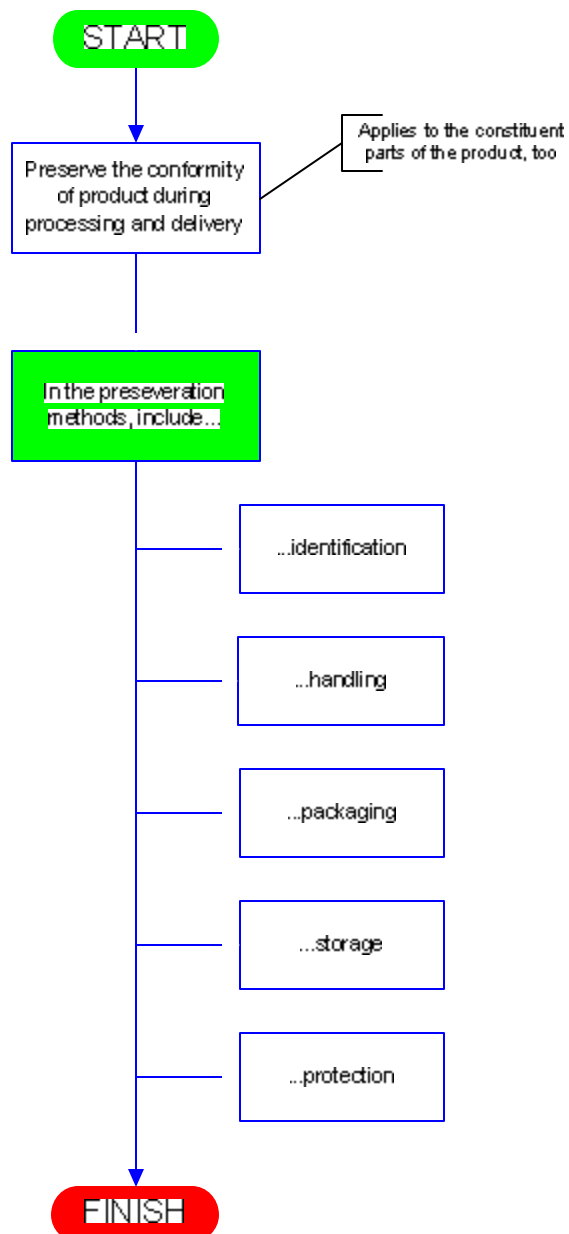 START
Applies to the constituent
parts of the product, too
Preserve the conformity
of product during
processing and delivery
In the preseveration
methods, include...
...identification
...handling
...packaging
...storage
...protection
FINISH